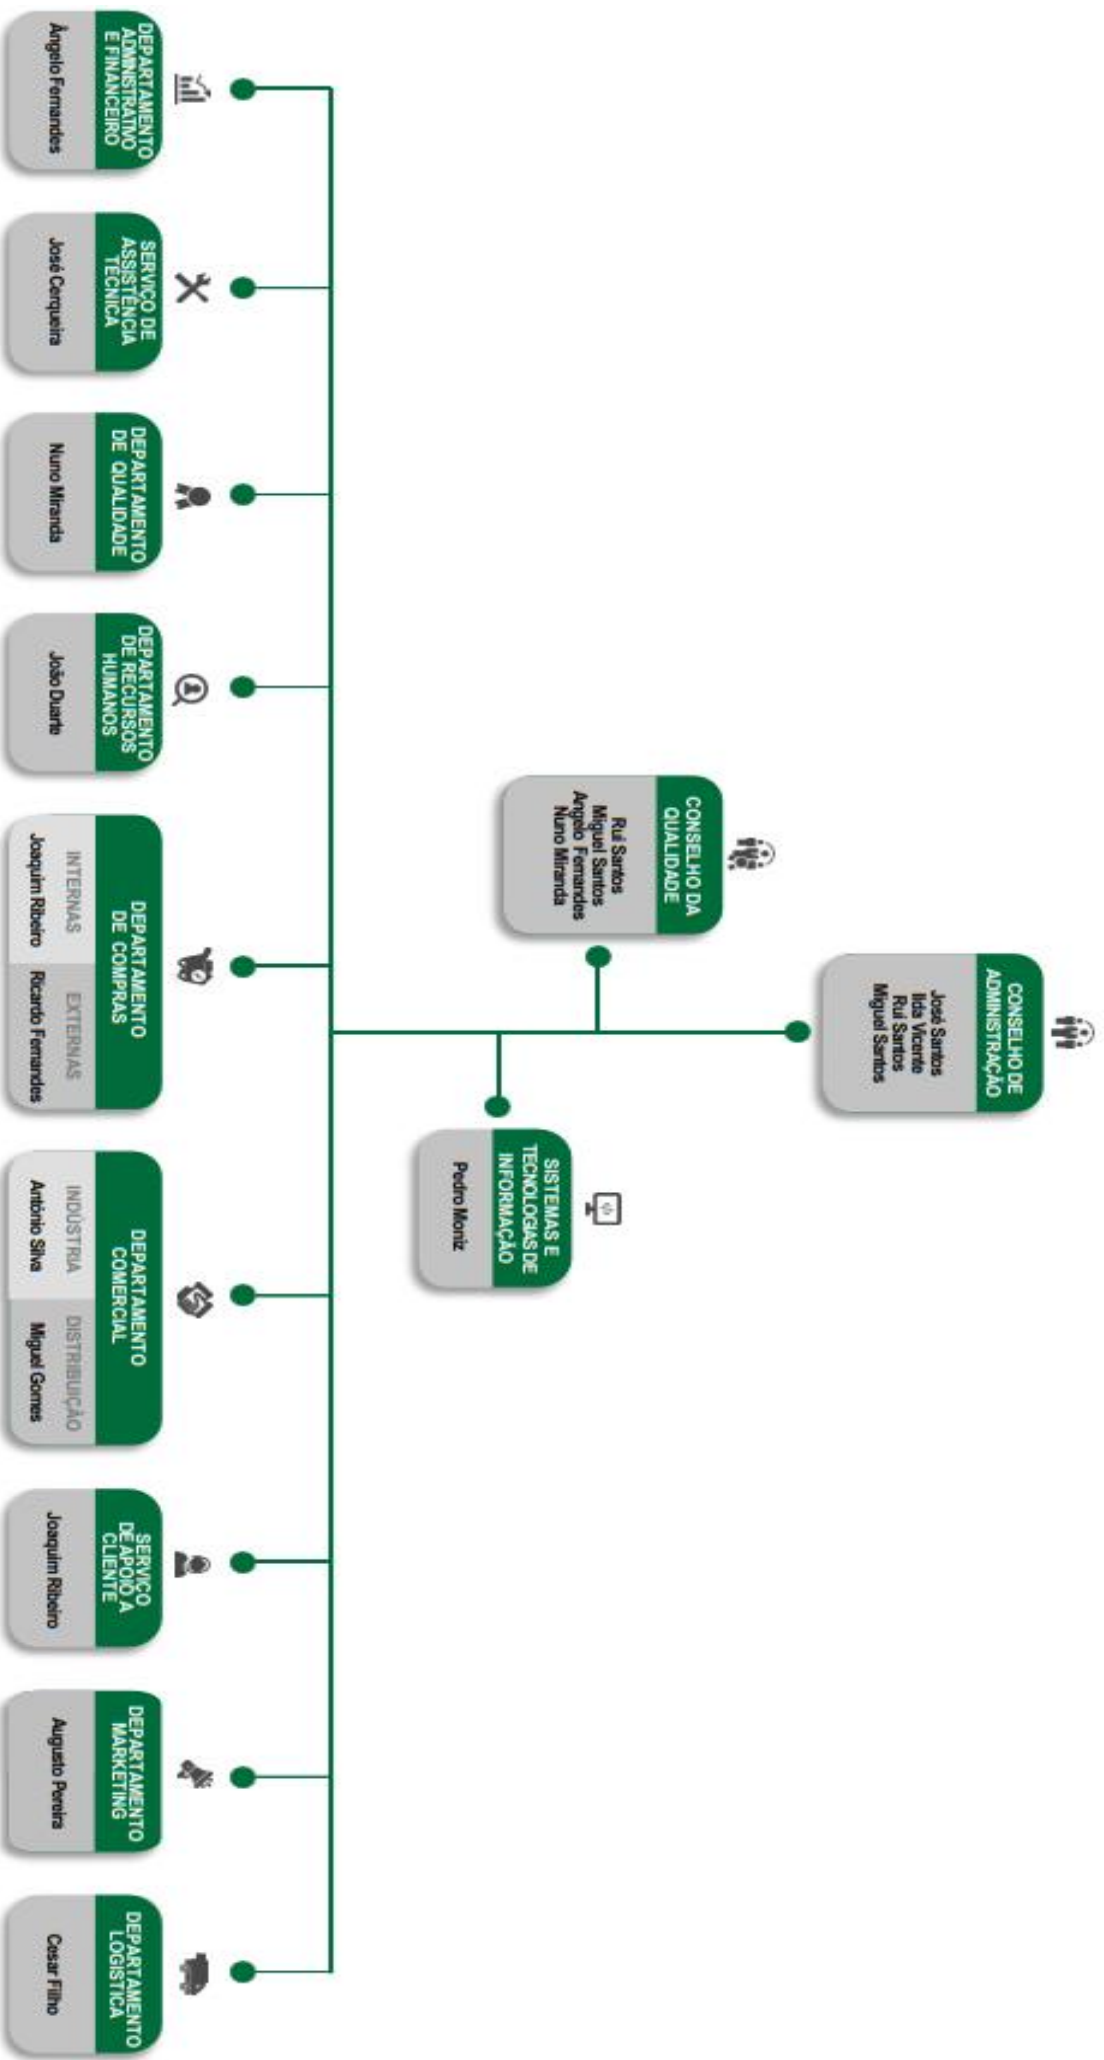 CONSELHO DE
ADMINISTRAÇÃO
José Santos
Ilda Vicente
Rui Santos
Miguel Santos
CONSELHO DA
QUALIDADE
Rui Santos
Miguel Santos
Angelo Fernandes
Nuno Miranda
SISTEMAS E
TECNOLOGIAS DE
INFORMAÇÃO
Pedro Moniz
DEPARTAMENTO
ADMINISTRATIVO
E FINANCEIRO
Ângelo Fernandes
SERVIÇO DE
ASSISTÊNCIA
TÉCNICA
José Cerqueira
DEPARTAMENTO
DE QUALIDADE
Nuno Miranda
DEPARTAMENTO
DE RECURSOS
HUMANOS
João Duarte
DEPARTAMENTO
DE COMPRAS
INTERNAS
Joaquim Ribeiro
EXTERNAS
Ricardo Fernandes
DEPARTAMENTO
COMERCIAL
INDÚSTRIA
António Silva
DISTRIBUIÇÃO
Miguel Gomes
SERVIÇO
DE APOIO A
CLIENTE
Joaquim Ribeiro
DEPARTAMENTO
MARKETING
Augusto Pereira
DEPARTAMENTO
LOGISTICA
Cesar Filho